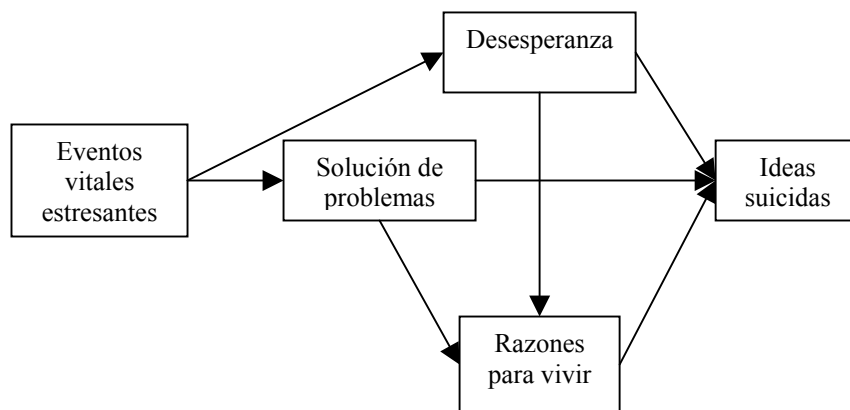 Desesperanza
Eventos
vitales
estresantes
Solución de
problemas
Ideas
suicidas
Razones
para vivir